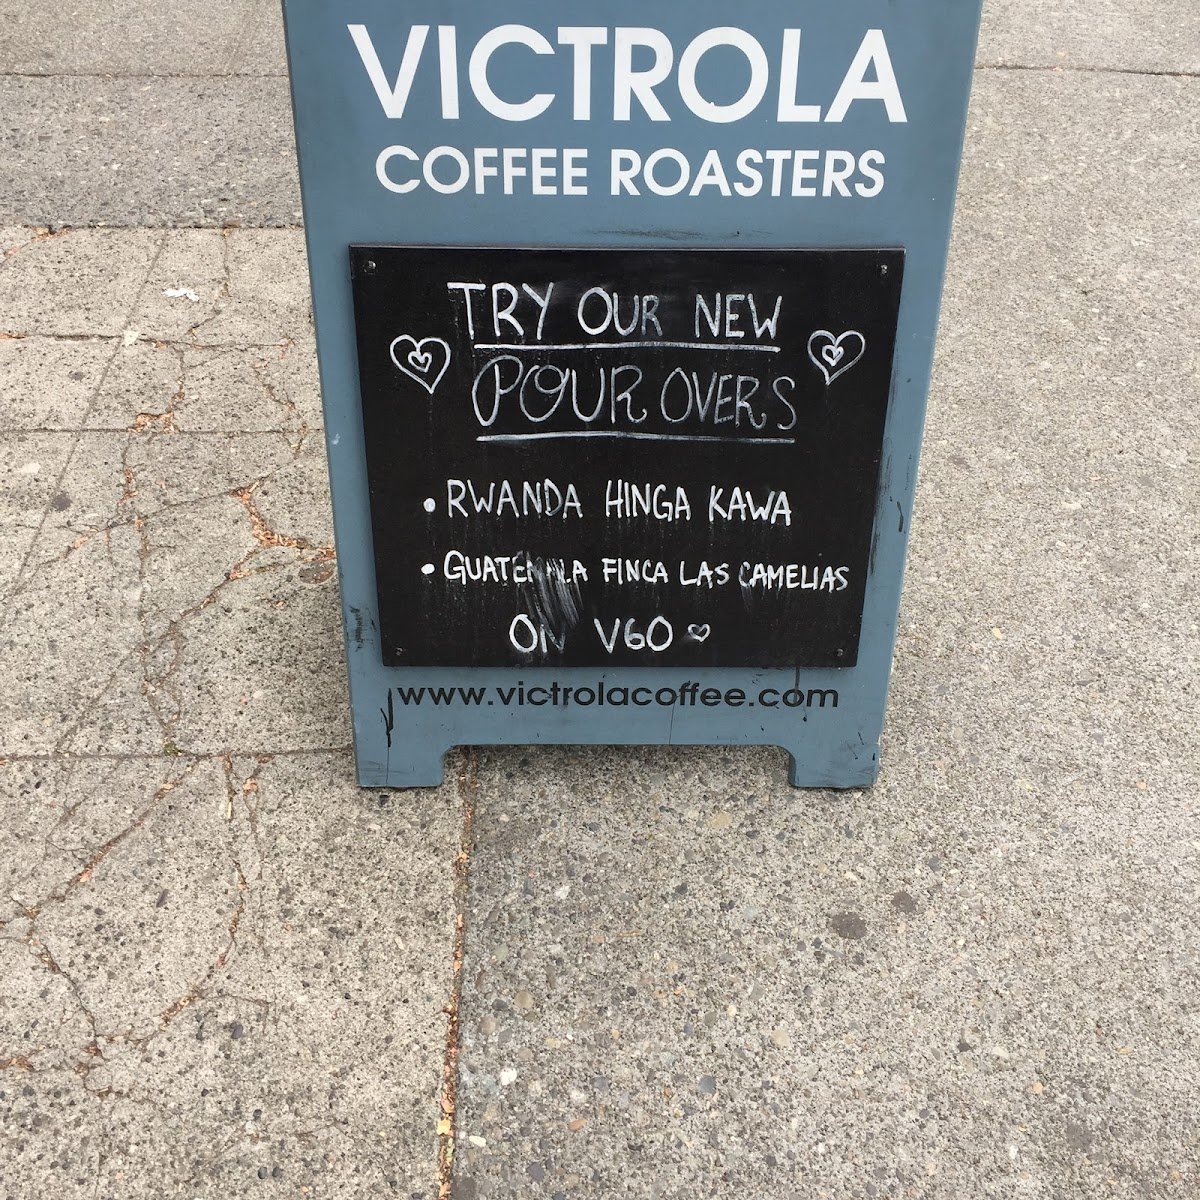 VICTROLA
COFFEE ROASTERS
TRY OUR NEW
POUR OVERS
• RWANDA HINGA KAWA
• GUATEMALA FINCA LAS CAMELIAS
ON V60 ♡
www.victrolacoffee.com